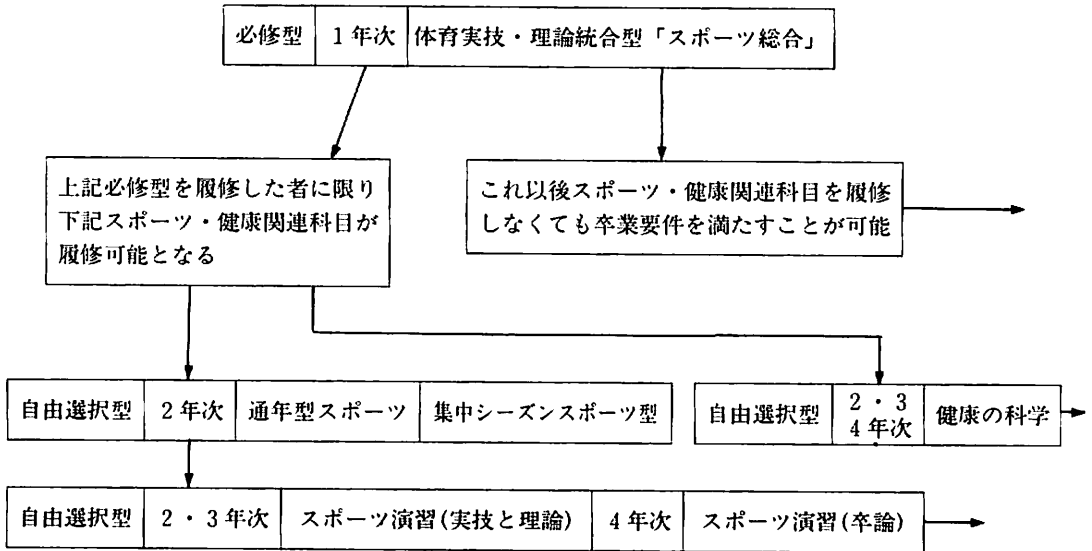 必修型 1年次 体育実技・理論統合型「スポーツ総合」
上記必修型を履修した者に限り
下記スポーツ・健康関連科目が
履修可能となる
これ以後スポーツ・健康関連科目を履修
しなくても卒業要件を満たすことが可能
自由選択型 2年次 通年型スポーツ 集中シーズンスポーツ型
自由選択型 2・3 4年次 健康の科学
自由選択型 2・3年次 スポーツ演習(実技と理論) 4年次 スポーツ演習(卒論)